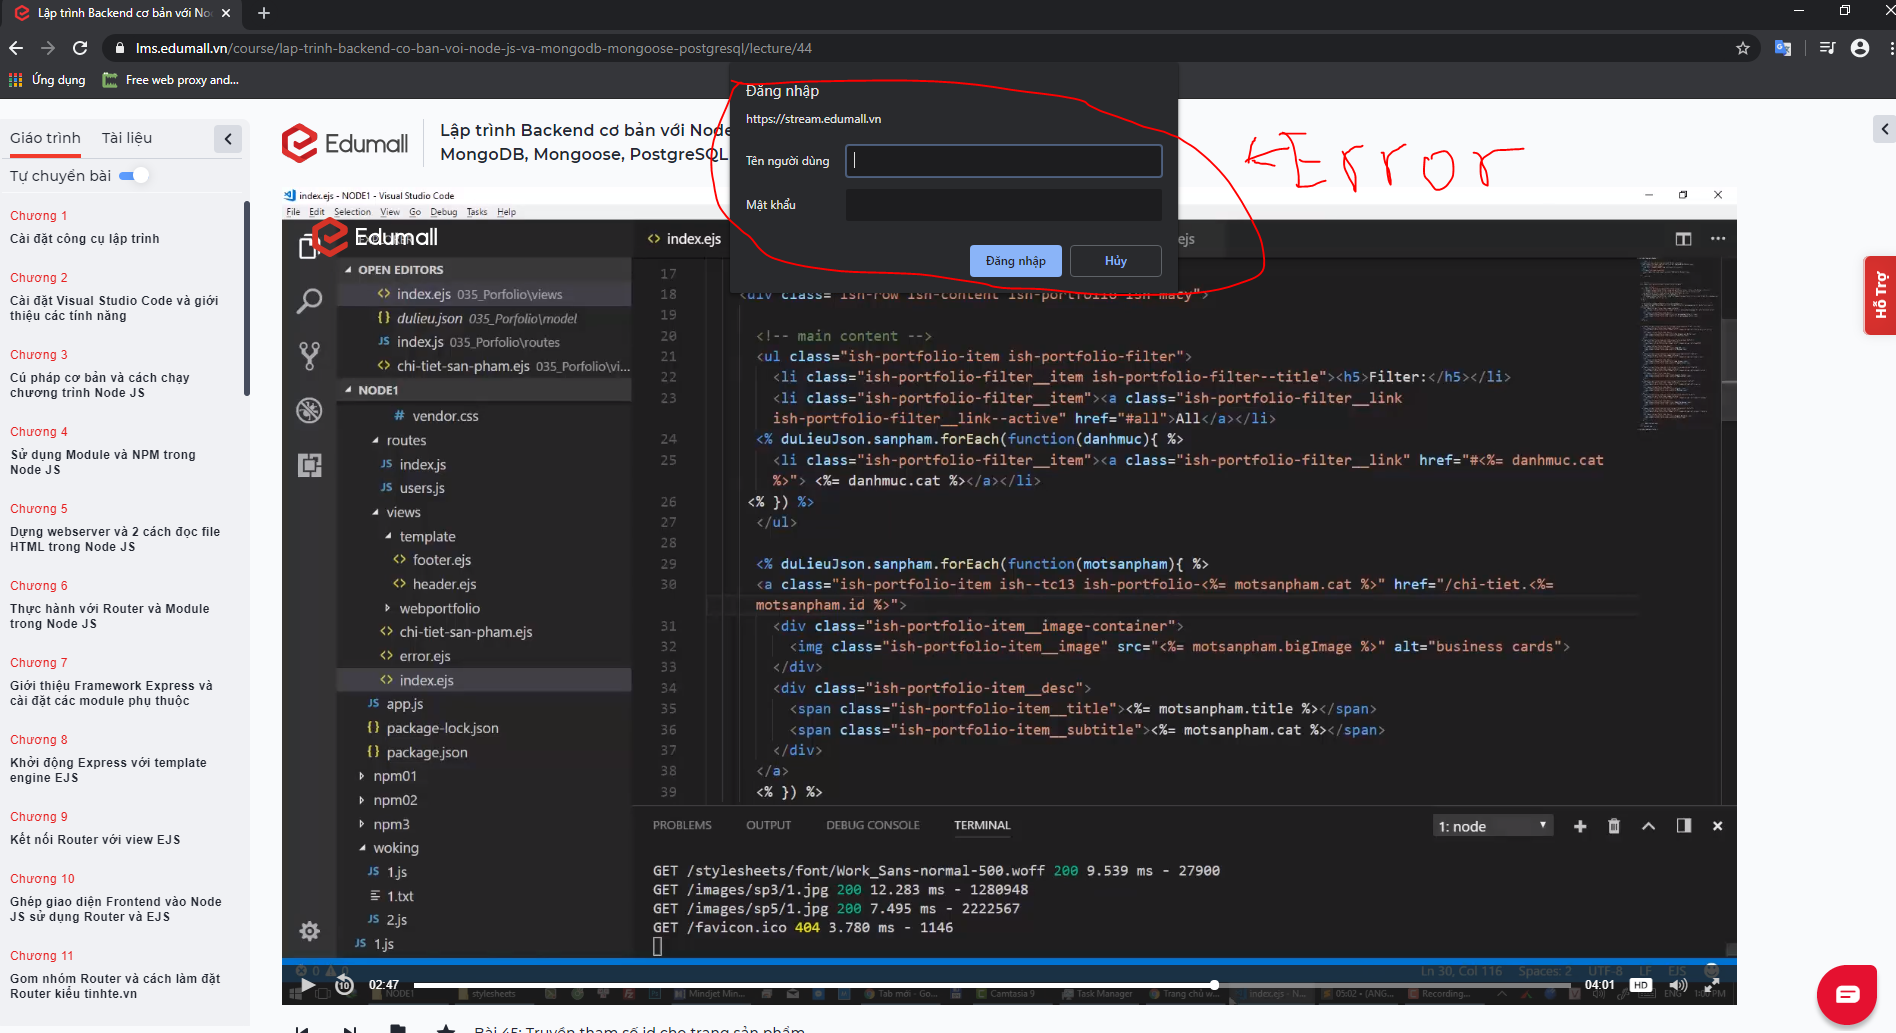 Lập trình Backend cơ bản với No
lms.edumall.vn/course/lap-trinh-backend-co-ban-voi-node-js-va-mongodb-mongoose-postgresql/lecture/44
Ứng dụng
Free web proxy and...
Giáo trình
Tài liệu
Tự chuyển bài
Chương 1
Cài đặt công cụ lập trình
Chương 2
Cài đặt Visual Studio Code và giới
thiệu các tính năng
Chương 3
Cú pháp cơ bản và cách chạy
chương trình Node JS
Chương 4
Sử dụng Module và NPM trong
Node JS
Chương 5
Dựng webserver và 2 cách đọc file
HTML trong Node JS
Chương 6
Thực hành với Router và Module
trong Node JS
Chương 7
Giới thiệu Framework Express và
cài đặt các module phụ thuộc
Chương 8
Khởi động Express với template
engine EJS
Chương 9
Kết nối Router với view EJS
Chương 10
Ghép giao diện Frontend vào Node
JS sử dụng Router và EJS
Chương 11
Gom nhóm Router và cách làm đặt
Router kiểu tinhte.vn
Edumall
Lập trình Backend cơ bản với Node
MongoDB, Mongoose, PostgreSQL
Đăng nhập
https://stream.edumall.vn
Tên người dùng
Mật khẩu
Đăng nhập
Hủy
Error
Hỗ Trợ
index.ejs - NODE1 - Visual Studio Code
File Edit Selection View Go Debug Tasks Help
Edumall
OPEN EDITORS
index.ejs 035_Porfolio\views
dulieu.json 035_Porfolio\model
index.js 035_Porfolio\routes
chi-tiet-san-pham.ejs 035_Porfolio\vi...
NODE1
# vendor.css
routes
JS index.js
JS users.js
views
template
footer.ejs
header.ejs
webportfolio
chi-tiet-san-pham.ejs
error.ejs
index.ejs
JS app.js
package-lock.json
package.json
npm01
npm02
npm3
woking
JS 1.js
1.txt
JS 2.js
JS 1.js
index.ejs
ejs
17
18 <div class="ish-row ish-content ish-portfolio ish-macy">
19
20 <!-- main content -->
21 <ul class="ish-portfolio-item ish-portfolio-filter">
22 <li class="ish-portfolio-filter__item ish-portfolio-filter--title"><h5>Filter:</h5></li>
23 <li class="ish-portfolio-filter__item"><a class="ish-portfolio-filter__link
ish-portfolio-filter__link--active" href="#all">All</a></li>
24 <% duLieuJson.sanpham.forEach(function(danhmuc){ %>
25 <li class="ish-portfolio-filter__item"><a class="ish-portfolio-filter__link" href="#<%= danhmuc.cat
%>"> <%= danhmuc.cat %></a></li>
26 <% }) %>
27 </ul>
28
29 <% duLieuJson.sanpham.forEach(function(motsanpham){ %>
30 <a class="ish-portfolio-item ish--tc13 ish-portfolio-<%= motsanpham.cat %>" href="/chi-tiet.<%=
motsanpham.id %>">
31 <div class="ish-portfolio-item__image-container">
32 <img class="ish-portfolio-item__image" src="<%= motsanpham.bigImage %>" alt="business cards">
33 </div>
34 <div class="ish-portfolio-item__desc">
35 <span class="ish-portfolio-item__title"><%= motsanpham.title %></span>
36 <span class="ish-portfolio-item__subtitle"><%= motsanpham.cat %></span>
37 </div>
38 </a>
39 <% }) %>
PROBLEMS OUTPUT DEBUG CONSOLE TERMINAL
1: node
GET /stylesheets/font/Work_Sans-normal-500.woff 200 9.539 ms - 27900
GET /images/sp3/1.jpg 200 12.283 ms - 1280948
GET /images/sp5/1.jpg 200 7.495 ms - 2222567
GET /favicon.ico 404 3.780 ms - 1146
Ln 30, Col 116 Spaces: 2 UTF-8 LF EJS
10
02:47
04:01
HD
Bài 45: Truyền tham số id cho trang sản phẩm